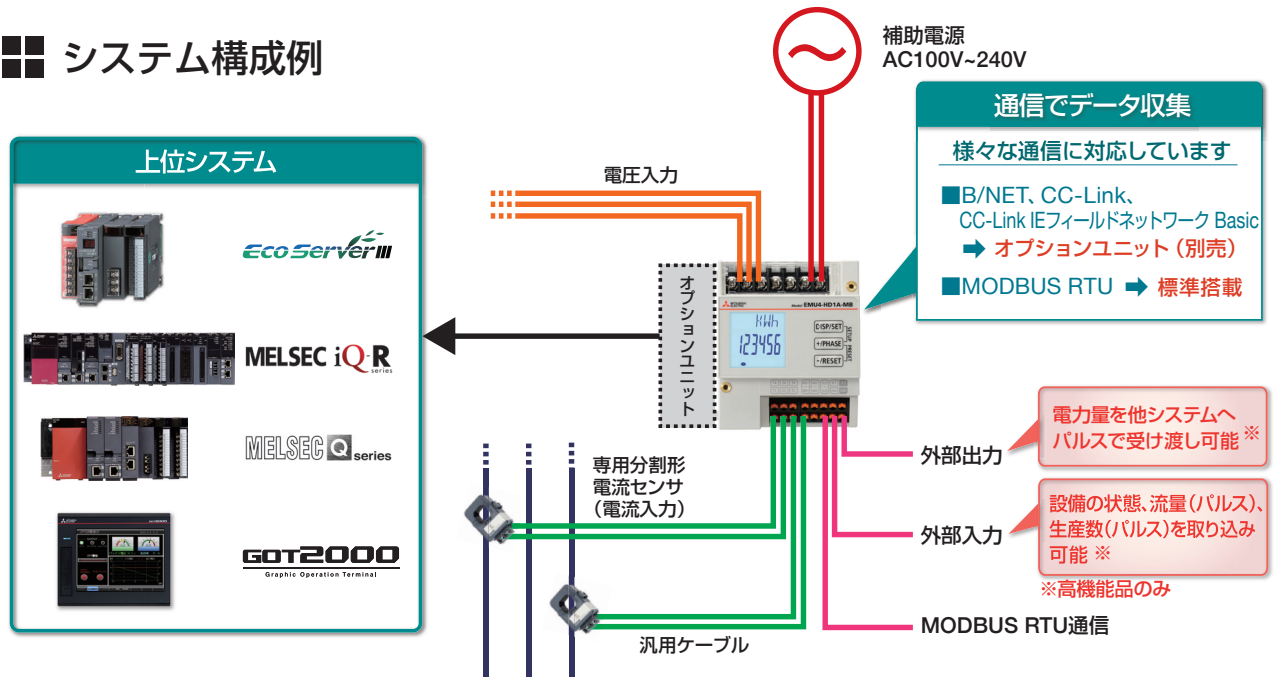 システム構成例
補助電源
AC100V~240V
通信でデータ収集
様々な通信に対応しています
■B/NET、CC-Link、
CC-Link IEフィールドネットワーク Basic
➡ オプションユニット(別売)
■MODBUS RTU ➡ 標準搭載
上位システム
EcoServerIII
MELSEC iQ-R
series
MELSEC Q series
GOT2000
Graphic Operation Terminal
電圧入力
オプションユニット
MITSUBISHI ELECTRIC
Model EMU4-HD1A-MB
kWh
123456
DISP/SET
+/PHASE
-/RESET
SETUP PRESET
専用分割形
電流センサ
(電流入力)
汎用ケーブル
外部出力
電力量を他システムへ
パルスで受け渡し可能 ※
外部入力
設備の状態、流量(パルス)、
生産数(パルス)を取り込み
可能 ※
※高機能品のみ
MODBUS RTU通信